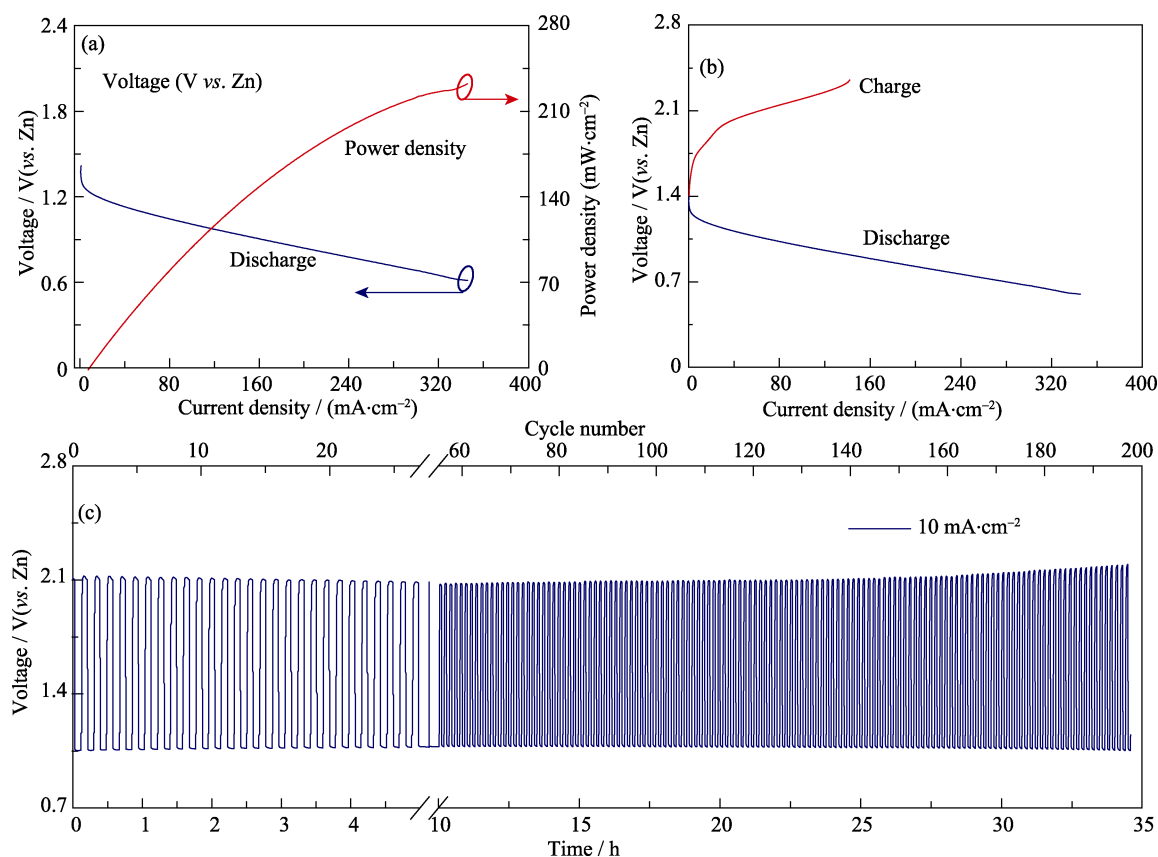 (a)
Voltage (V vs. Zn)
Power density
Discharge
2.4
1.8
1.2
0.6
0
Voltage / V(vs. Zn)
280
210
140
70
0
Power density / (mW·cm⁻²)
0 80 160 240 320 400
Current density / (mA·cm⁻²)
(b)
Charge
Discharge
2.8
2.1
1.4
0.7
0
Voltage / V(vs. Zn)
0 80 160 240 320 400
Current density / (mA·cm⁻²)
Cycle number
0 10 20 60 80 100 120 140 160 180 200
(c)
10 mA·cm⁻²
2.8
2.1
1.4
0.7
Voltage / V(vs. Zn)
0 1 2 3 4 10 15 20 25 30 35
Time / h